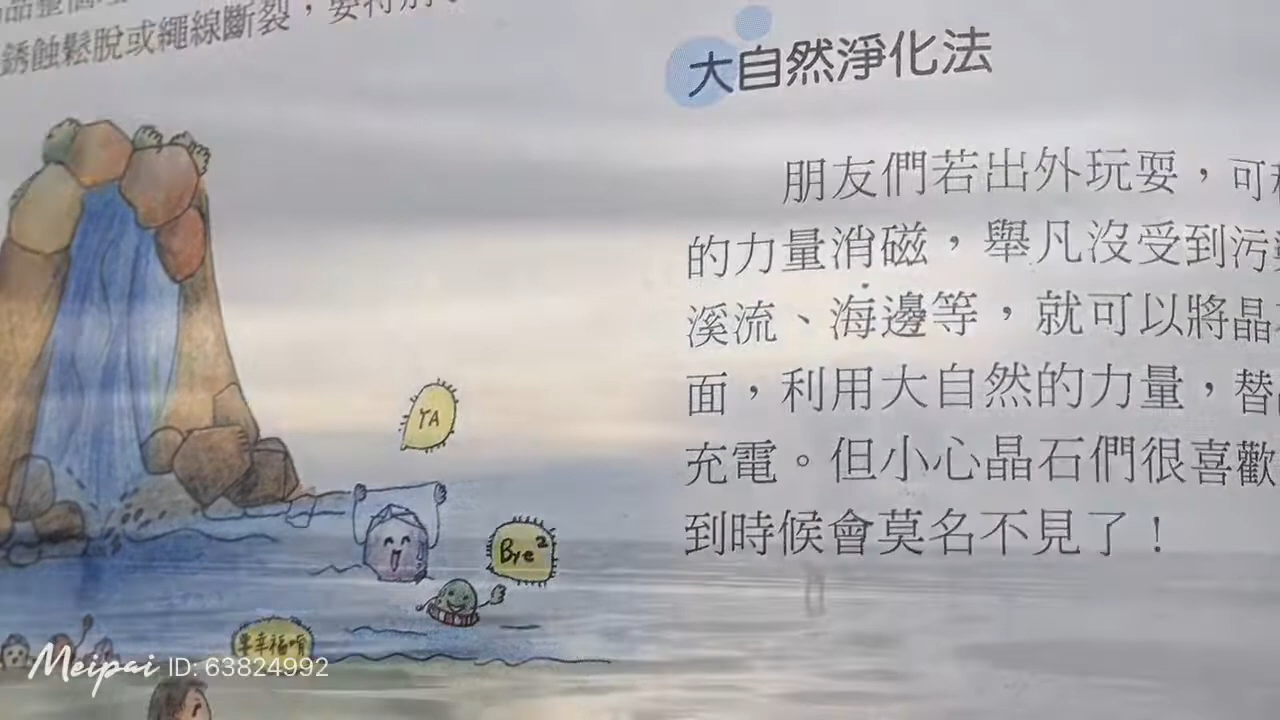 銹蝕鬆脫或繩線斷裂，要特別
大自然淨化法
朋友們若出外玩耍，可
的力量消磁，舉凡沒受到污
溪流、海邊等，就可以將晶
面，利用大自然的力量，替
充電。但小心晶石們很喜歡
到時候會莫名不見了！
YA
Bye²
幸福唷
Meipai ID: 63824992